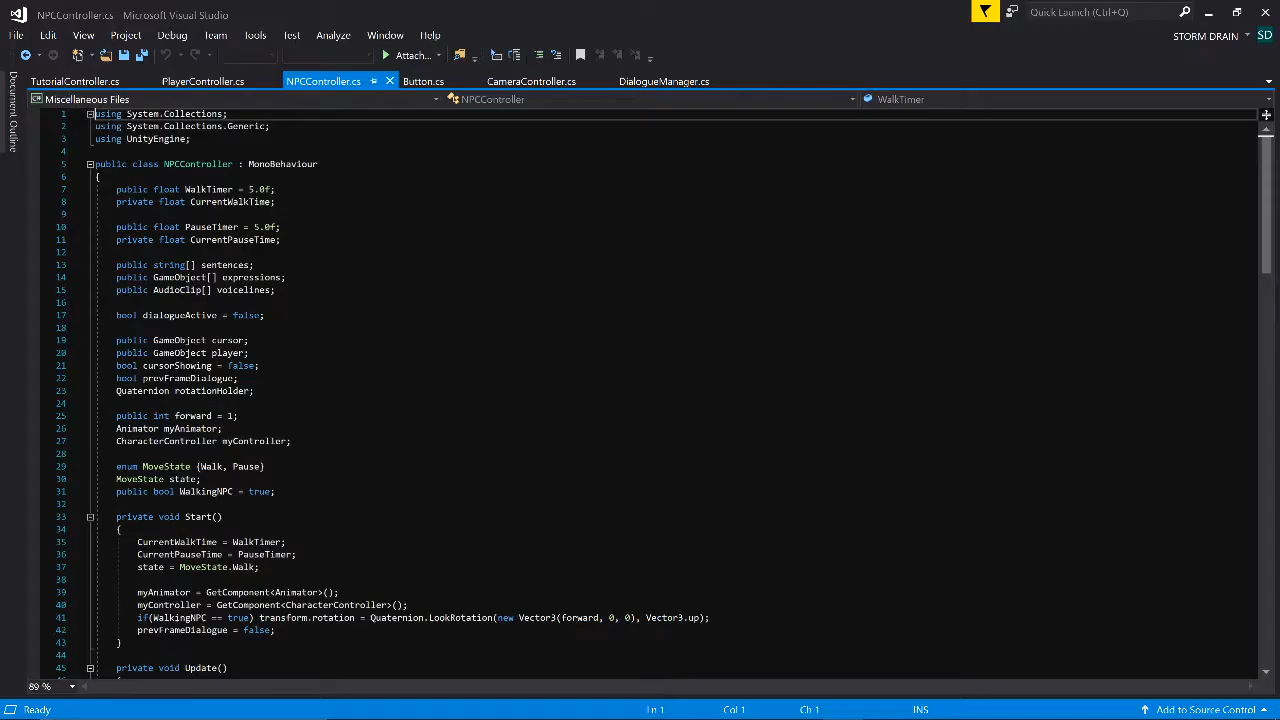 NPCController.cs - Microsoft Visual Studio
Quick Launch (Ctrl+Q)
File Edit View Project Debug Team Tools Test Analyze Window Help
STORM DRAIN SD
Attach...
TutorialController.cs PlayerController.cs NPCController.cs Button.cs CameraController.cs DialogueManager.cs
Document Outline
Miscellaneous Files NPCController WalkTimer
1 using System.Collections;
2 using System.Collections.Generic;
3 using UnityEngine;
4
5 public class NPCController : MonoBehaviour
6 {
7 public float WalkTimer = 5.0f;
8 private float CurrentWalkTime;
9
10 public float PauseTimer = 5.0f;
11 private float CurrentPauseTime;
12
13 public string[] sentences;
14 public GameObject[] expressions;
15 public AudioClip[] voicelines;
16
17 bool dialogueActive = false;
18
19 public GameObject cursor;
20 public GameObject player;
21 bool cursorShowing = false;
22 bool prevFrameDialogue;
23 Quaternion rotationHolder;
24
25 public int forward = 1;
26 Animator myAnimator;
27 CharacterController myController;
28
29 enum MoveState {Walk, Pause}
30 MoveState state;
31 public bool WalkingNPC = true;
32
33 private void Start()
34 {
35 CurrentWalkTime = WalkTimer;
36 CurrentPauseTime = PauseTimer;
37 state = MoveState.Walk;
38
39 myAnimator = GetComponent<Animator>();
40 myController = GetComponent<CharacterController>();
41 if(WalkingNPC == true) transform.rotation = Quaternion.LookRotation(new Vector3(forward, 0, 0), Vector3.up);
42 prevFrameDialogue = false;
43 }
44
45 private void Update()
89 %
Ready Ln 1 Col 1 Ch 1 INS Add to Source Control